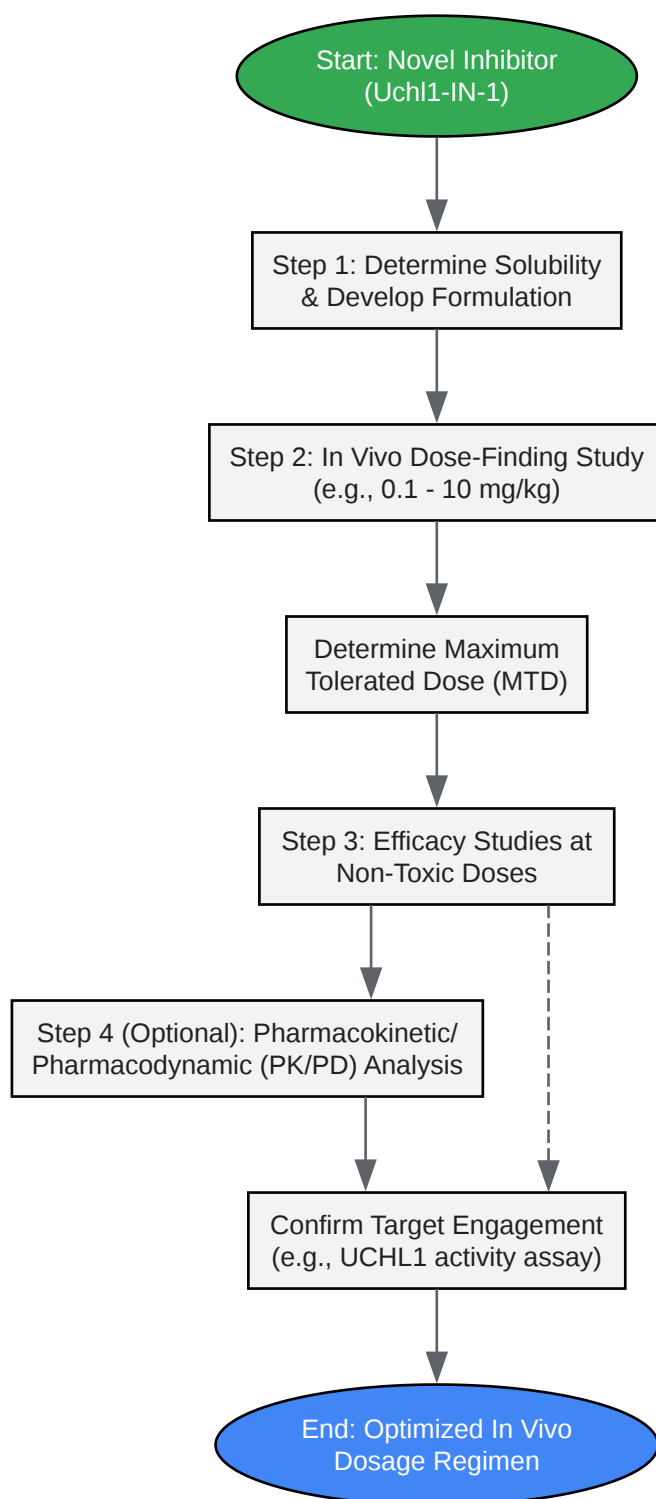 Start: Novel Inhibitor
(Uchl1-IN-1)
Step 1: Determine Solubility
& Develop Formulation
Step 2: In Vivo Dose-Finding Study
(e.g., 0.1 - 10 mg/kg)
Determine Maximum
Tolerated Dose (MTD)
Step 3: Efficacy Studies at
Non-Toxic Doses
Step 4 (Optional): Pharmacokinetic/
Pharmacodynamic (PK/PD) Analysis
Confirm Target Engagement
(e.g., UCHL1 activity assay)
End: Optimized In Vivo
Dosage Regimen